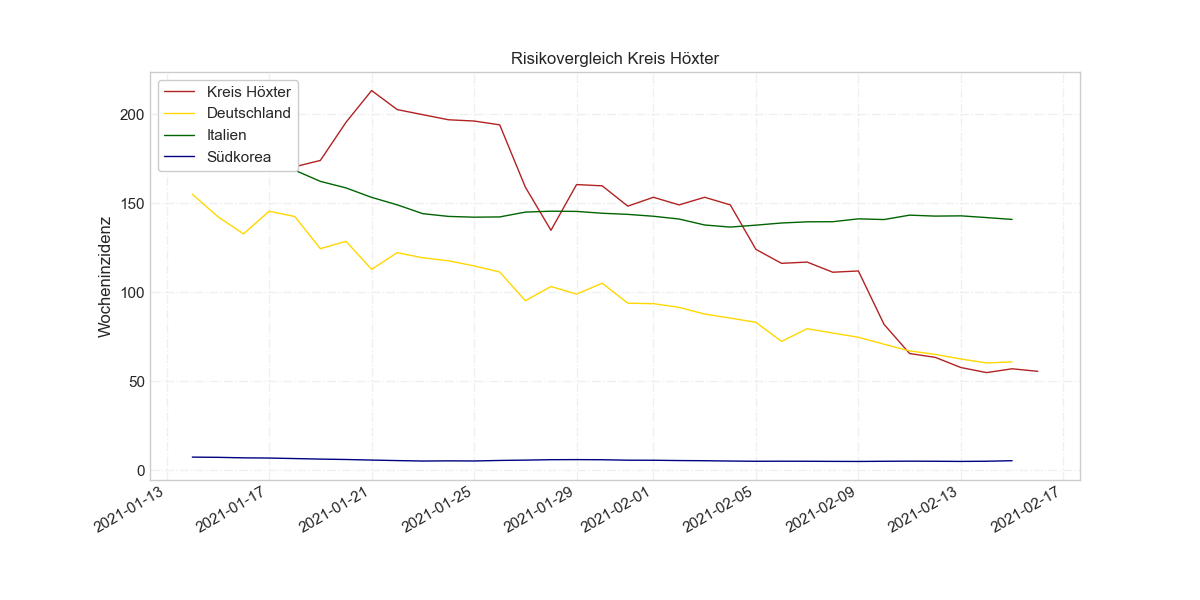 Risikovergleich Kreis Höxter
Kreis Höxter
Deutschland
Italien
Südkorea
Wocheninzidenz
200
150
100
50
0
2021-01-13
2021-01-17
2021-01-21
2021-01-25
2021-01-29
2021-02-01
2021-02-05
2021-02-09
2021-02-13
2021-02-17